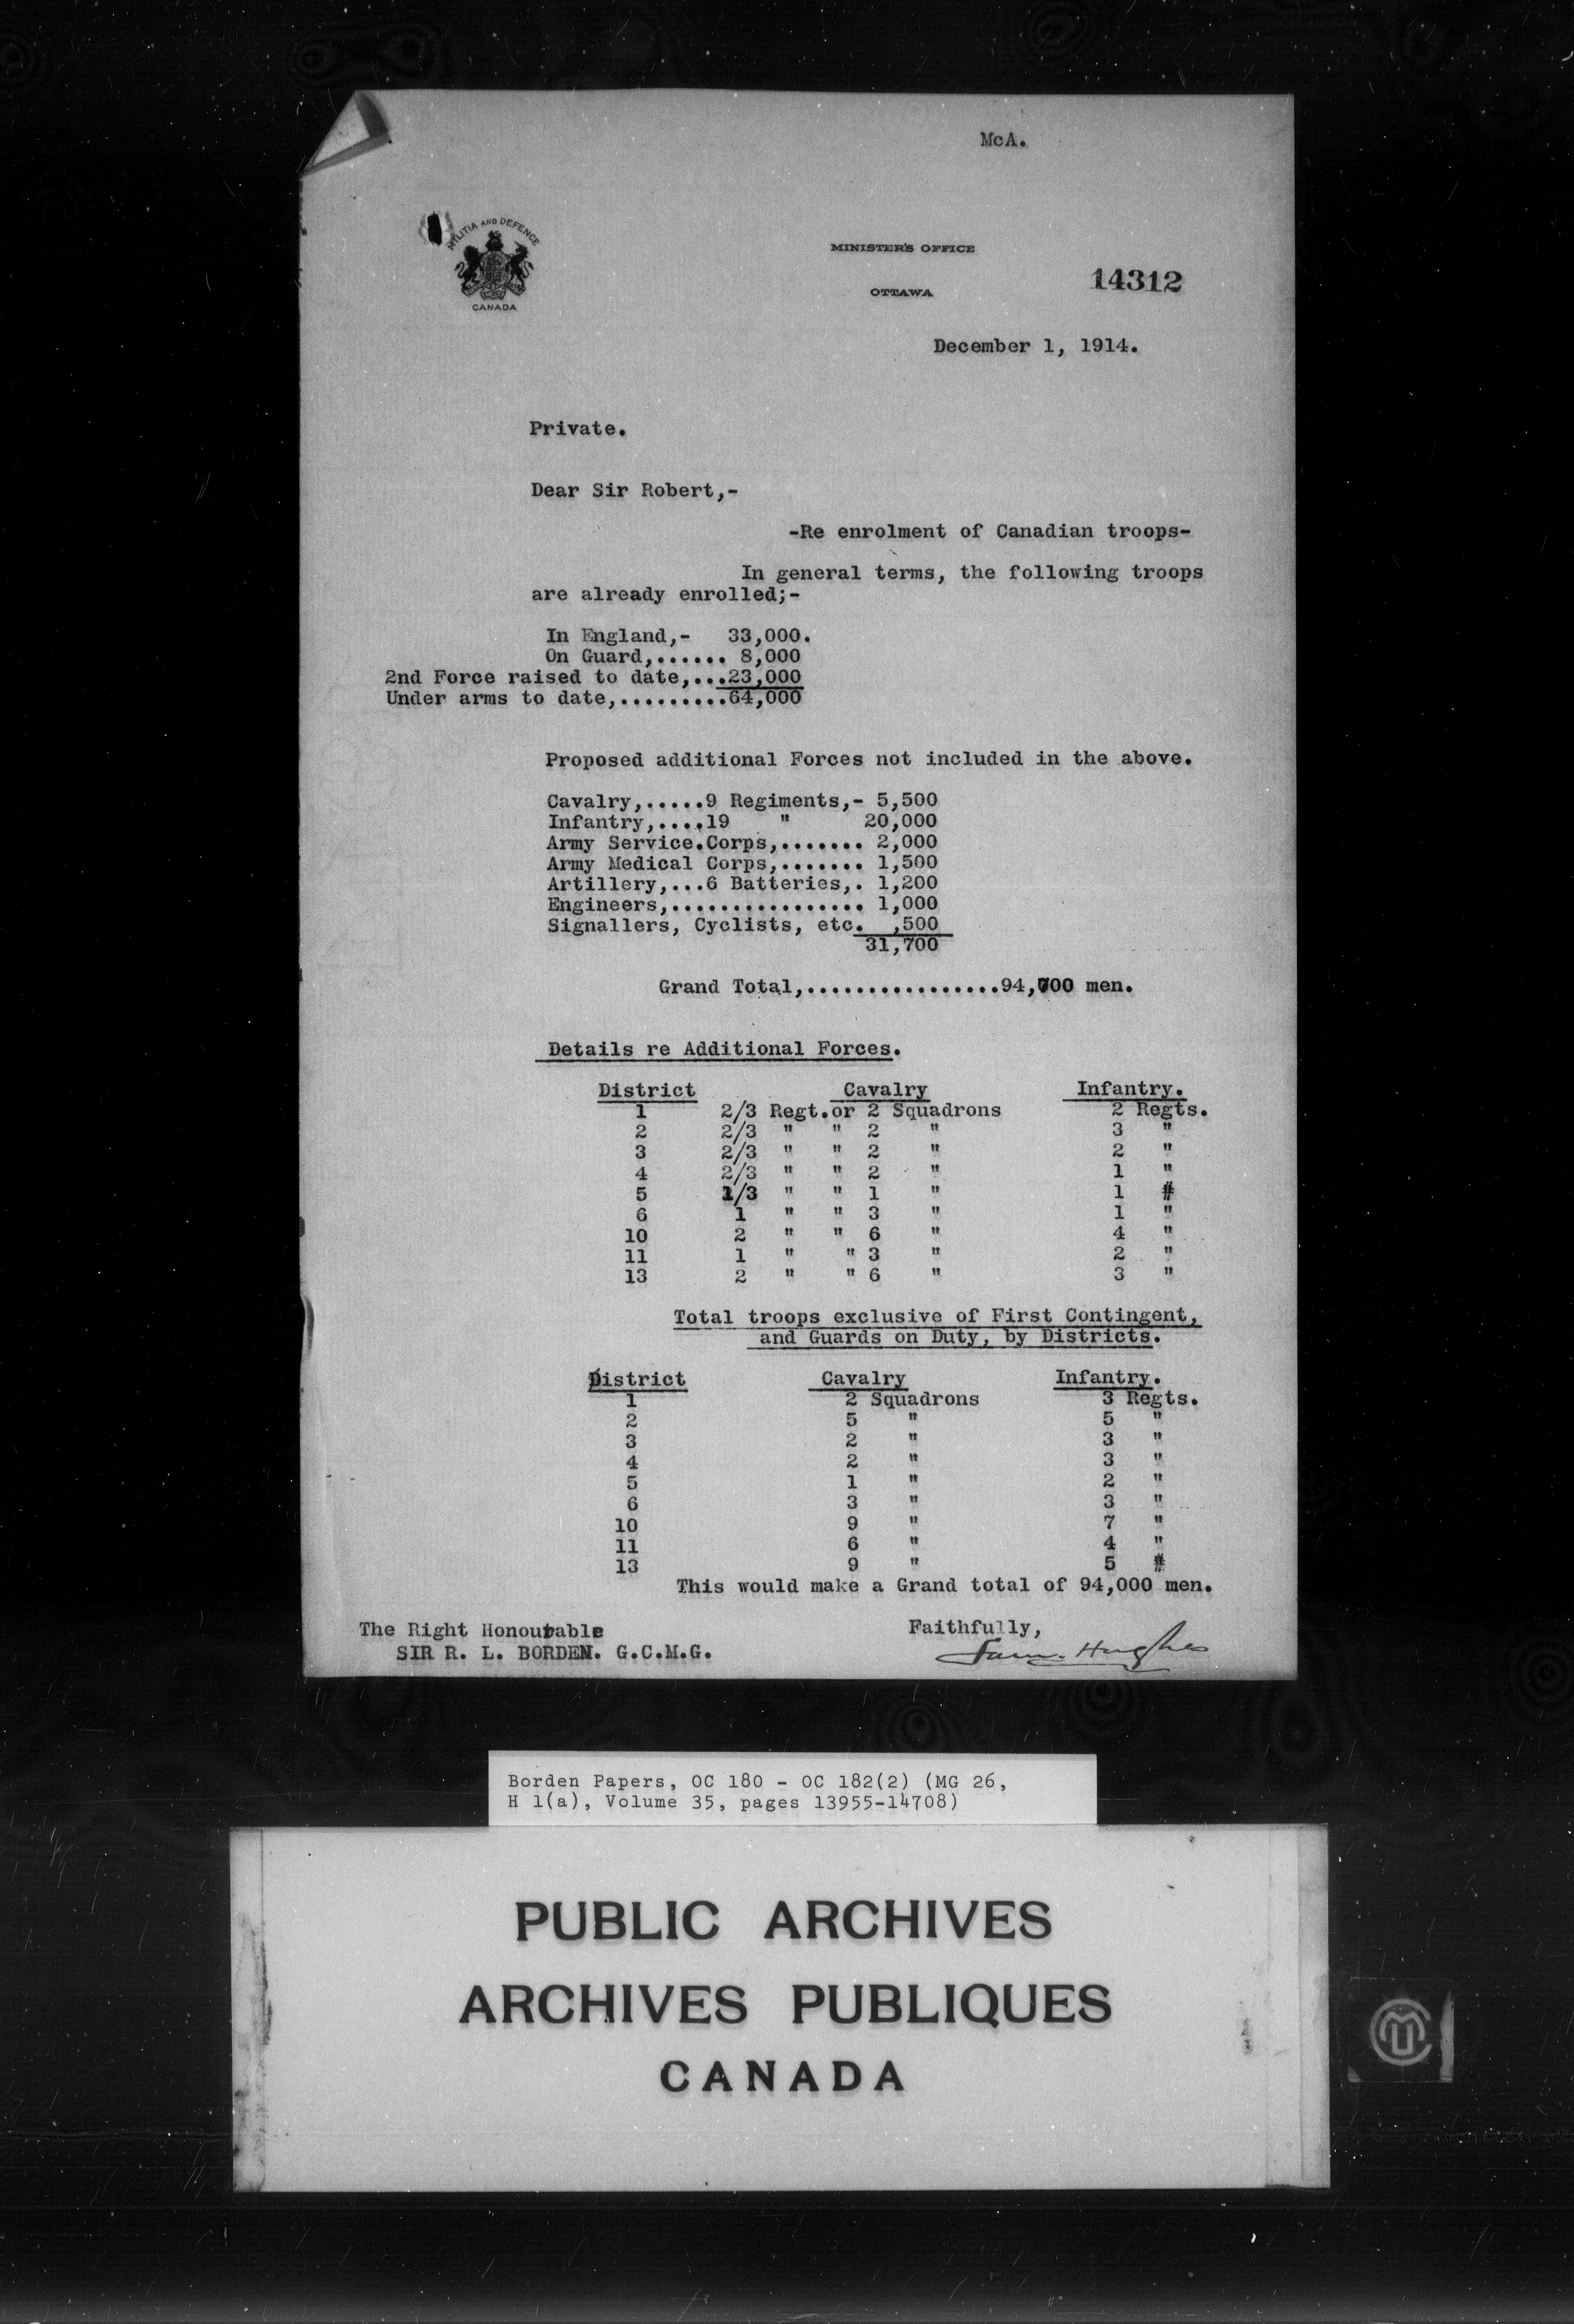 McA.
MILITIA AND DEFENCE
CANADA
MINISTER'S OFFICE
OTTAWA
14312
December 1, 1914.
Private.
Dear Sir Robert,-
-Re enrolment of Canadian troops-
In general terms, the following troops
are already enrolled;-
In England,- 33,000.
On Guard,...... 8,000
2nd Force raised to date,...23,000
Under arms to date,.........64,000
Proposed additional Forces not included in the above.
Cavalry,.....9 Regiments,- 5,500
Infantry,....19 " 20,000
Army Service.Corps,....... 2,000
Army Medical Corps,....... 1,500
Artillery,...6 Batteries,. 1,200
Engineers,................ 1,000
Signallers, Cyclists, etc. ,500
31,700
Grand Total,................94,700 men.
Details re Additional Forces.
District Cavalry Infantry.
1 2/3 Regt.or 2 Squadrons 2 Regts.
2 2/3 " " 2 " 3 "
3 2/3 " " 2 " 2 "
4 2/3 " " 2 " 1 "
5 1/3 " " 1 " 1 #
6 1 " " 3 " 1 "
10 2 " " 6 " 4 "
11 1 " " 3 " 2 "
13 2 " " 6 " 3 "
Total troops exclusive of First Contingent,
and Guards on Duty, by Districts.
District Cavalry Infantry.
1 2 Squadrons 3 Regts.
2 5 " 5 "
3 2 " 3 "
4 2 " 3 "
5 1 " 2 "
6 3 " 3 "
10 9 " 7 "
11 6 " 4 "
13 9 " 5 #
This would make a Grand total of 94,000 men.
The Right Honourable
SIR R. L. BORDEN. G.C.M.G.
Faithfully,
Sam. Hughes
Borden Papers, OC 180 - OC 182(2) (MG 26,
H 1(a), Volume 35, pages 13955-14708)
PUBLIC ARCHIVES
ARCHIVES PUBLIQUES
CANADA